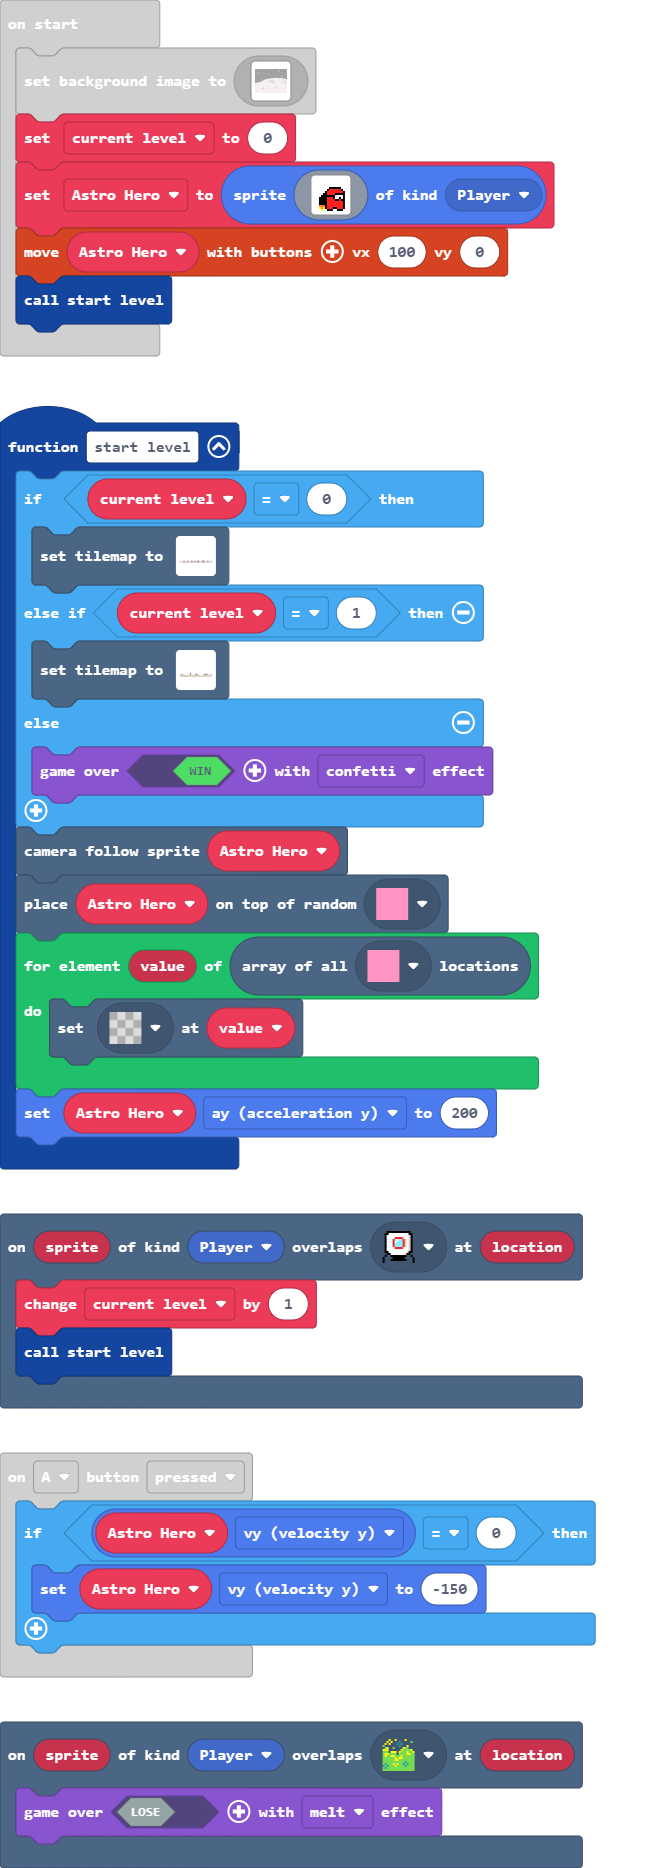 on start
set background image to
set current level to 0
set Astro Hero to sprite of kind Player
move Astro Hero with buttons vx 100 vy 0
call start level
function start level
if current level = 0 then
set tilemap to
else if current level = 1 then
set tilemap to
else
game over WIN with confetti effect
camera follow sprite Astro Hero
place Astro Hero on top of random
for element value of array of all locations
do
set at value
set Astro Hero ay (acceleration y) to 200
on sprite of kind Player overlaps at location
change current level by 1
call start level
on A button pressed
if Astro Hero vy (velocity y) = 0 then
set Astro Hero vy (velocity y) to -150
on sprite of kind Player overlaps at location
game over LOSE with melt effect